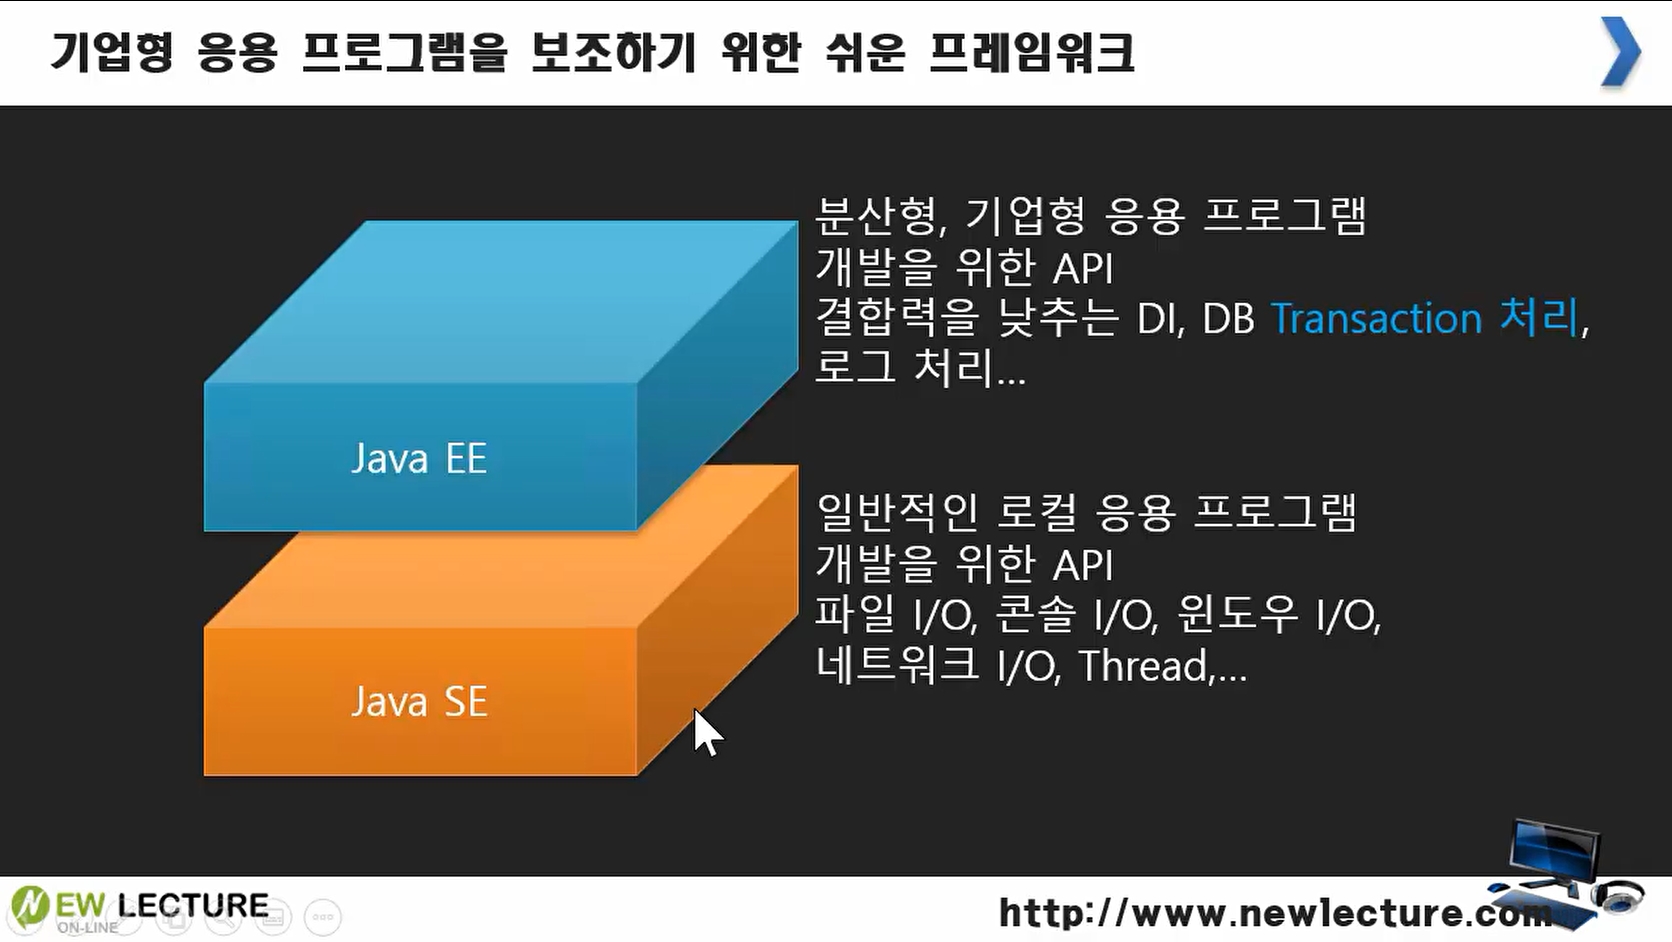 기업형 응용 프로그램을 보조하기 위한 쉬운 프레임워크
분산형, 기업형 응용 프로그램
개발을 위한 API
결합력을 낮추는 DI, DB Transaction 처리,
로그 처리...
Java EE
일반적인 로컬 응용 프로그램
개발을 위한 API
파일 I/O, 콘솔 I/O, 윈도우 I/O,
네트워크 I/O, Thread,...
Java SE
NEW LECTURE
ON-LINE
http://www.newlecture.com